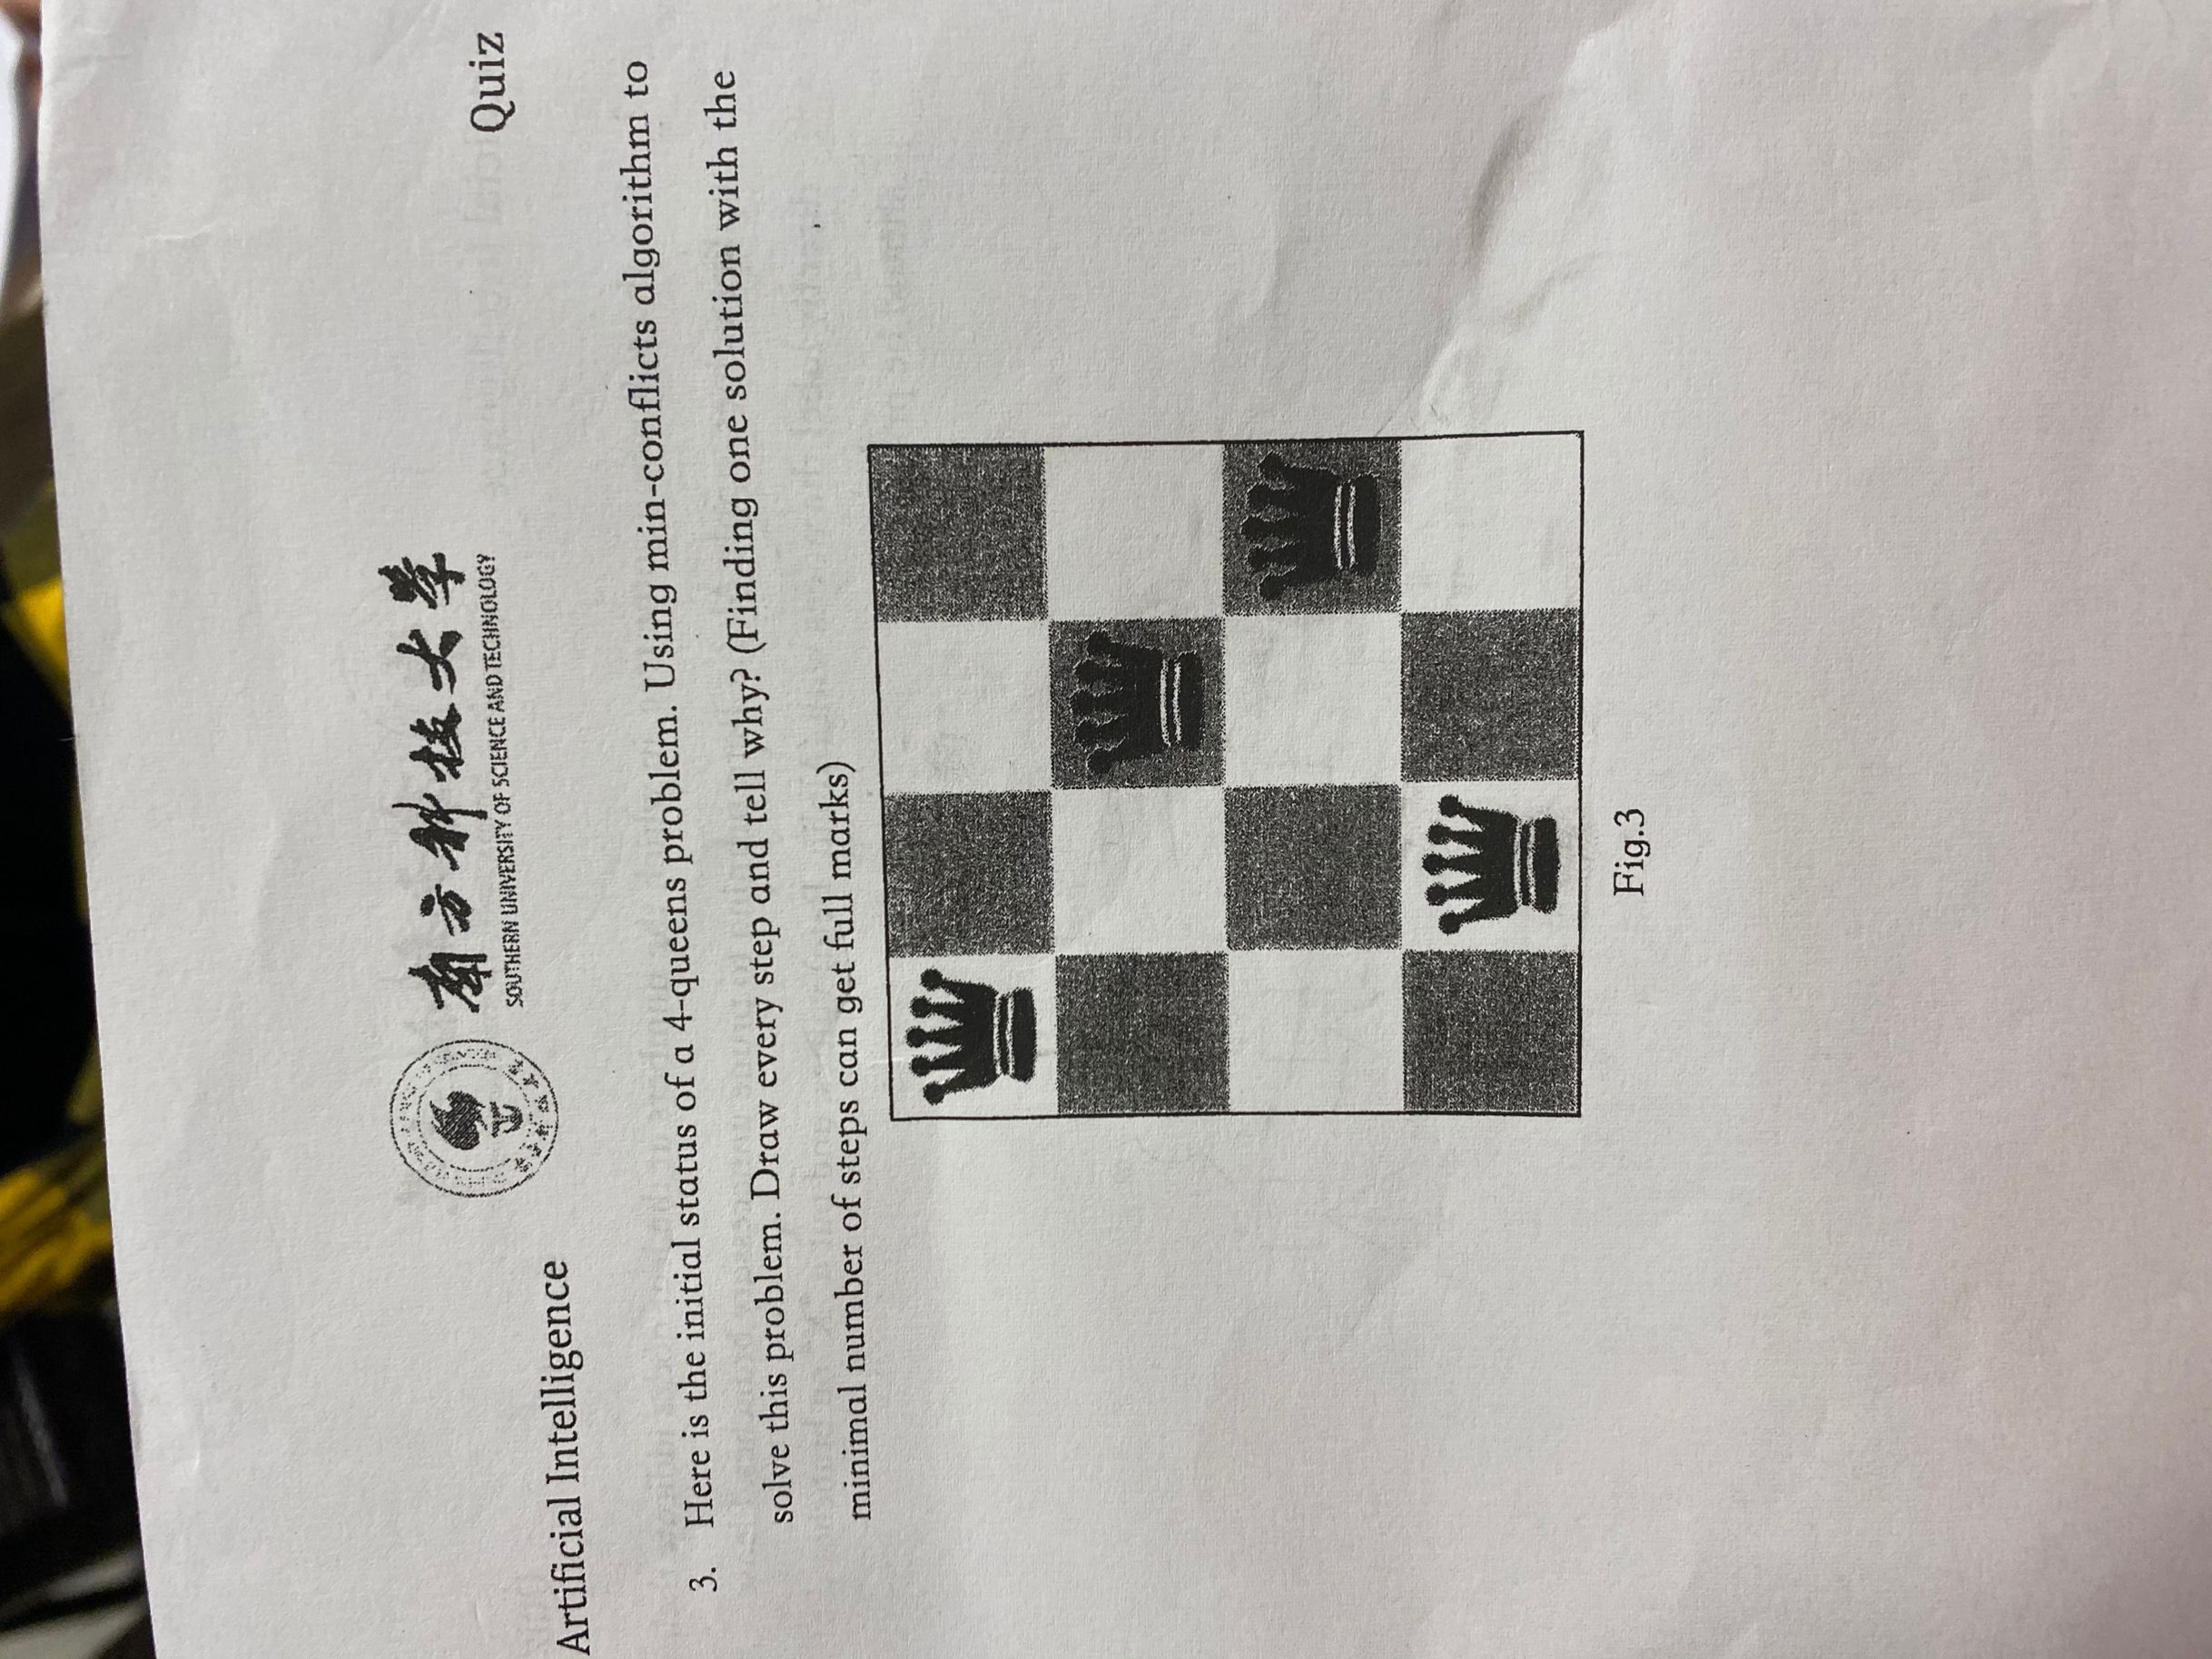 南方科技大学
SOUTHERN UNIVERSITY OF SCIENCE AND TECHNOLOGY
Artificial Intelligence
Quiz
3. Here is the initial status of a 4-queens problem. Using min-conflicts algorithm to
solve this problem. Draw every step and tell why? (Finding one solution with the
minimal number of steps can get full marks)
Fig.3